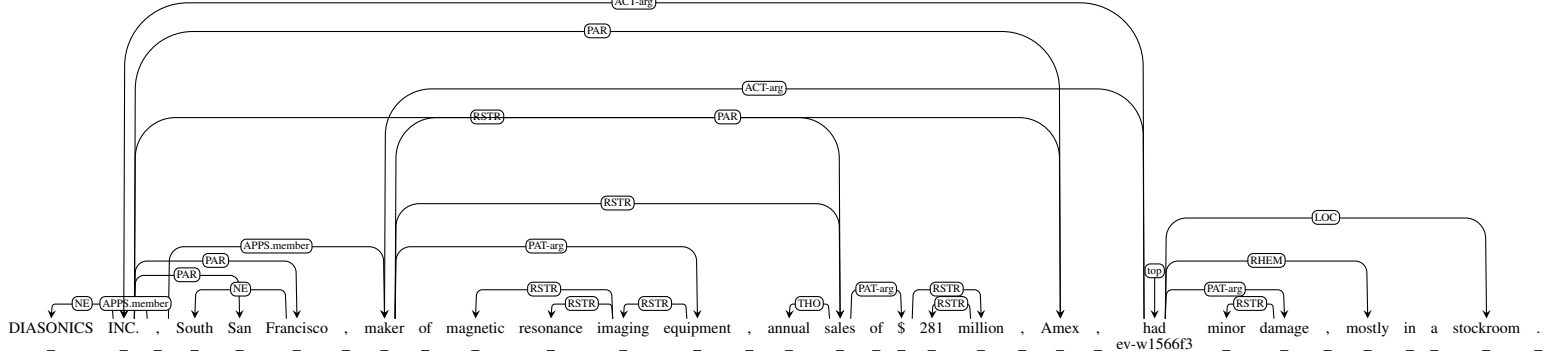 ACT-arg
PAR
ACT-arg
RSTR PAR
RSTR
LOC
APPS.member PAT-arg
PAR RHEM
PAR top
NE RSTR PAT-arg RSTR PAT-arg
NE APPS.member RSTR RSTR THO RSTR RSTR
DIASONICS INC. , South San Francisco , maker of magnetic resonance imaging equipment , annual sales of $ 281 million , Amex , had minor damage , mostly in a stockroom .
_ _ _ _ _ _ _ _ _ _ _ _ _ _ _ _ _ _ _ _ _ _ _ ev-w1566f3 _ _ _ _ _ _ _ _